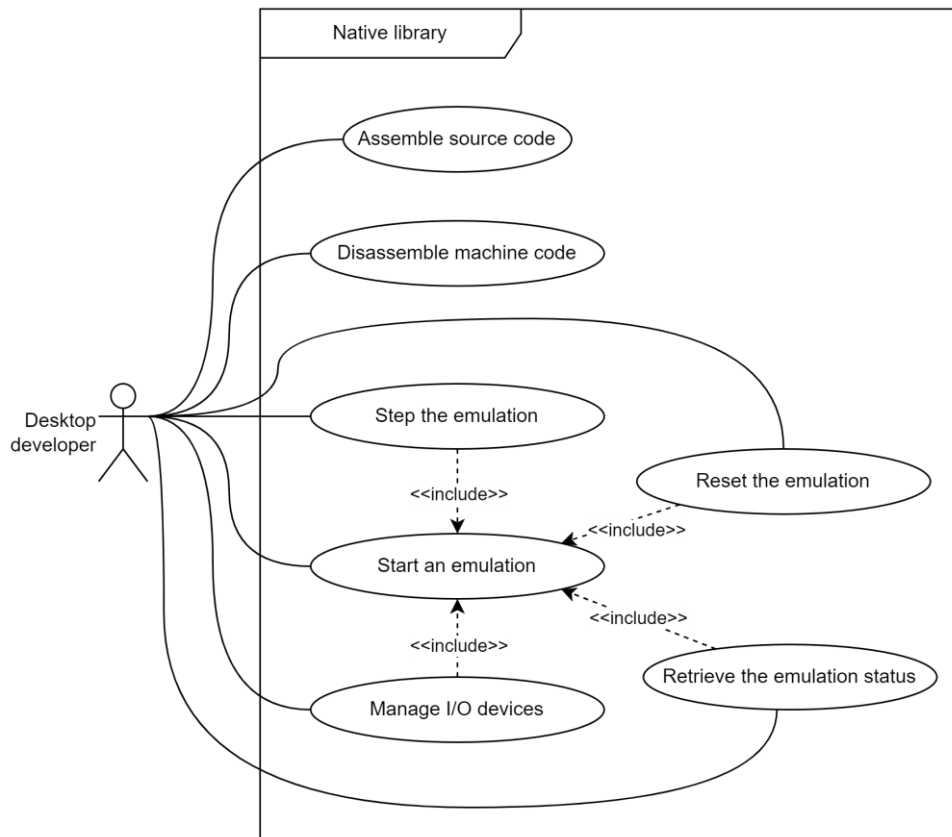 Native library
Assemble source code
Disassemble machine code
Desktop
developer
Step the emulation
<<include>>
Reset the emulation
<<include>>
Start an emulation
<<include>>
<<include>>
Retrieve the emulation status
Manage I/O devices